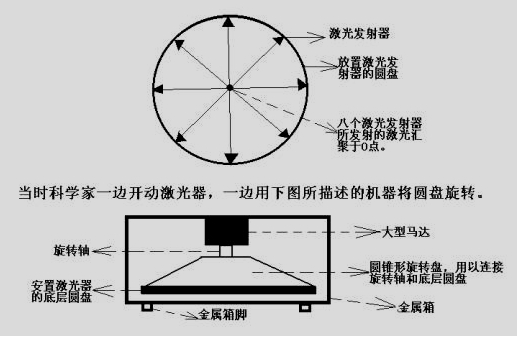 激光发射器
放置激光发
射器的圆盘
八个激光发射器
所发射的激光汇
聚于0点。
当时科学家一边开动激光器，一边用下图所描述的机器将圆盘旋转。
大型马达
旋转轴
圆锥形旋转盘，用以连接
旋转轴和底层圆盘
安置激光器
的底层圆盘
金属箱
金属箱脚